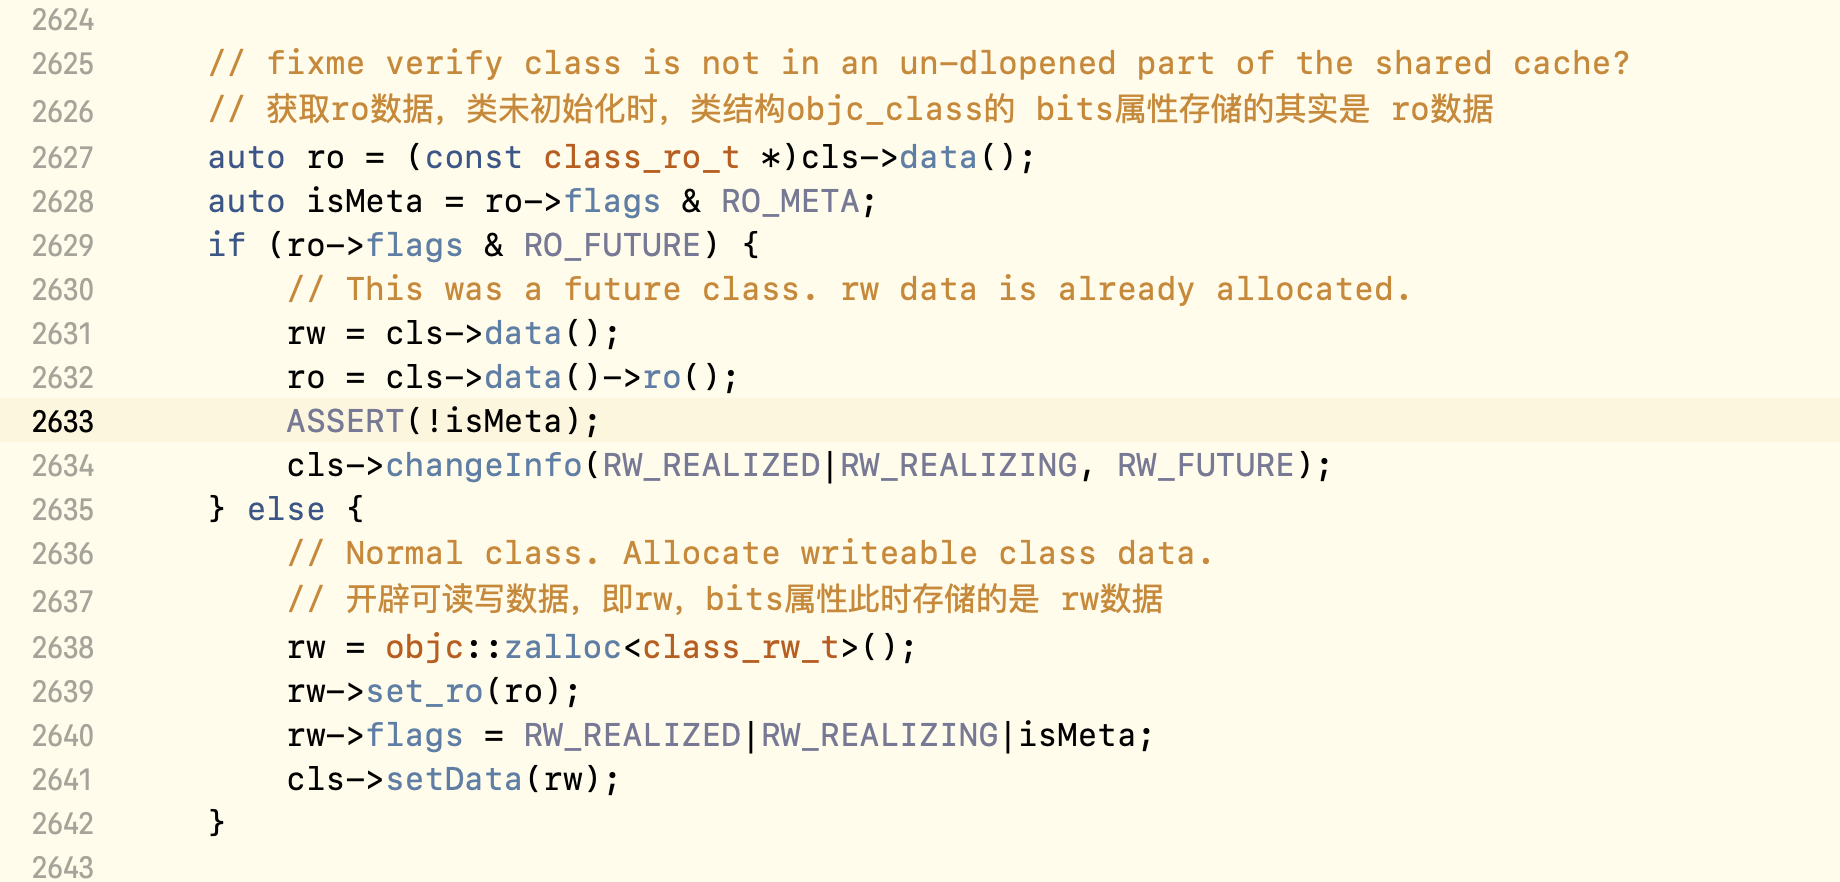 2624
2625 // fixme verify class is not in an un-dlopened part of the shared cache?
2626 // 获取ro数据，类未初始化时，类结构objc_class的 bits属性存储的其实是 ro数据
2627 auto ro = (const class_ro_t *)cls->data();
2628 auto isMeta = ro->flags & RO_META;
2629 if (ro->flags & RO_FUTURE) {
2630 // This was a future class. rw data is already allocated.
2631 rw = cls->data();
2632 ro = cls->data()->ro();
2633 ASSERT(!isMeta);
2634 cls->changeInfo(RW_REALIZED|RW_REALIZING, RW_FUTURE);
2635 } else {
2636 // Normal class. Allocate writeable class data.
2637 // 开辟可读写数据，即rw，bits属性此时存储的是 rw数据
2638 rw = objc::zalloc<class_rw_t>();
2639 rw->set_ro(ro);
2640 rw->flags = RW_REALIZED|RW_REALIZING|isMeta;
2641 cls->setData(rw);
2642 }
2643